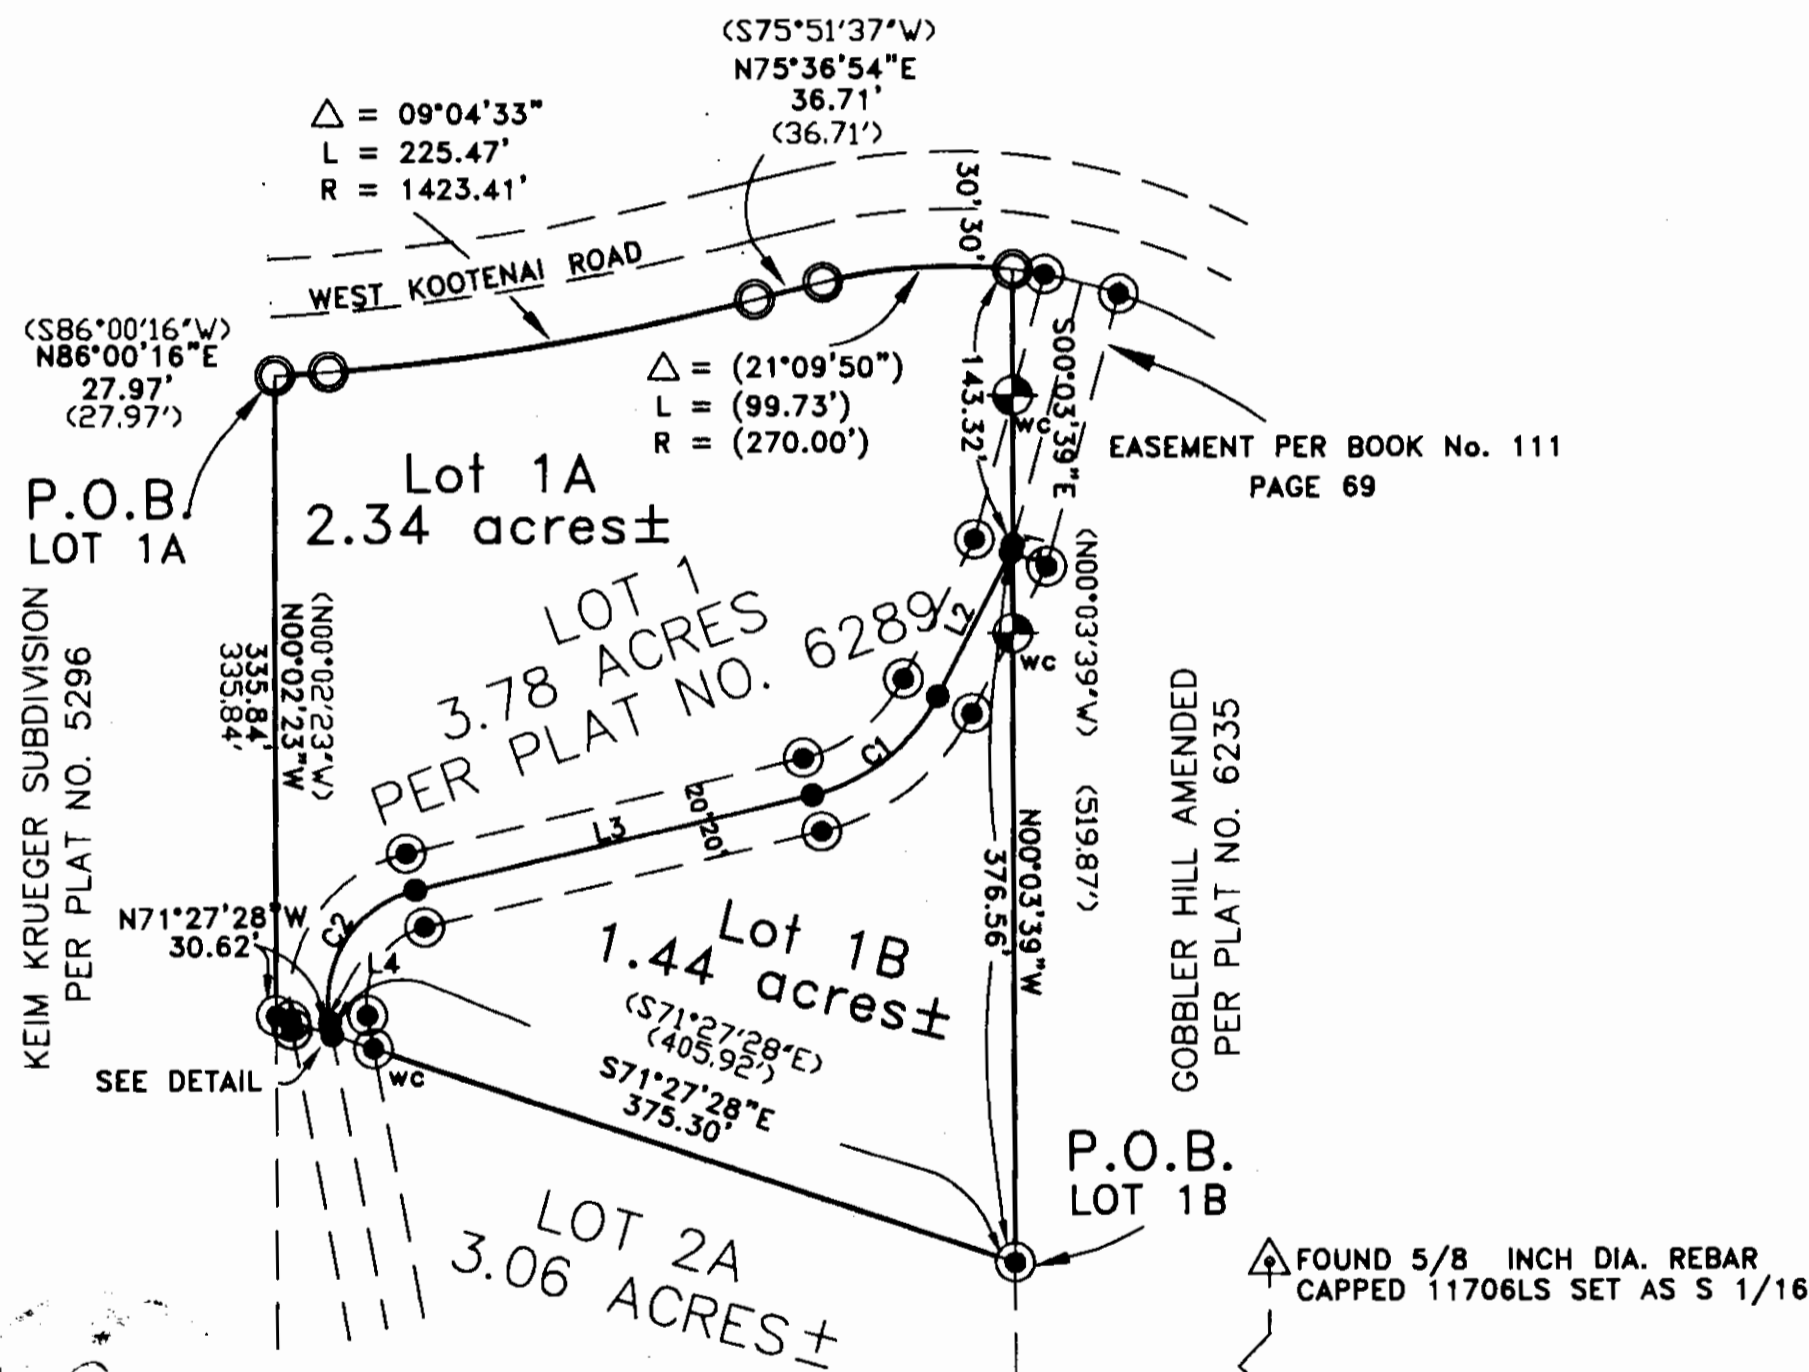 (S75°51'37"W)
N75°36'54"E
36.71'
(36.71')
△ = 09°04'33"
L = 225.47'
R = 1423.41'
30' 30'
WEST KOOTENAI ROAD
(S86°00'16"W)
N86°00'16"E
27.97'
(27.97')
△ = (21°09'50")
L = (99.73')
R = (270.00')
143.32'
S00°03'39"E
WC
EASEMENT PER BOOK No. 111
PAGE 69
P.O.B.
LOT 1A
Lot 1A
2.34 acres±
LOT 1
3.78 ACRES
PER PLAT NO. 6289
L2
WC
(N00°03'39"W) (519.87')
KEIM KRUEGER SUBDIVISION
PER PLAT NO. 5296
(N00°02'23"W)
N00°02'23"W
335.84'
335.84'
C1
20' 20'
L3
C2
L4
N71°27'28"W
30.62'
SEE DETAIL
WC
Lot 1B
1.44 acres±
(S71°27'28"E)
(405.92')
S71°27'28"E
375.30'
N00°03'39"W
376.56'
GOBBLER HILL AMENDED
PER PLAT NO. 6235
P.O.B.
LOT 1B
LOT 2A
3.06 ACRES±
FOUND 5/8 INCH DIA. REBAR
CAPPED 11706LS SET AS S 1/16